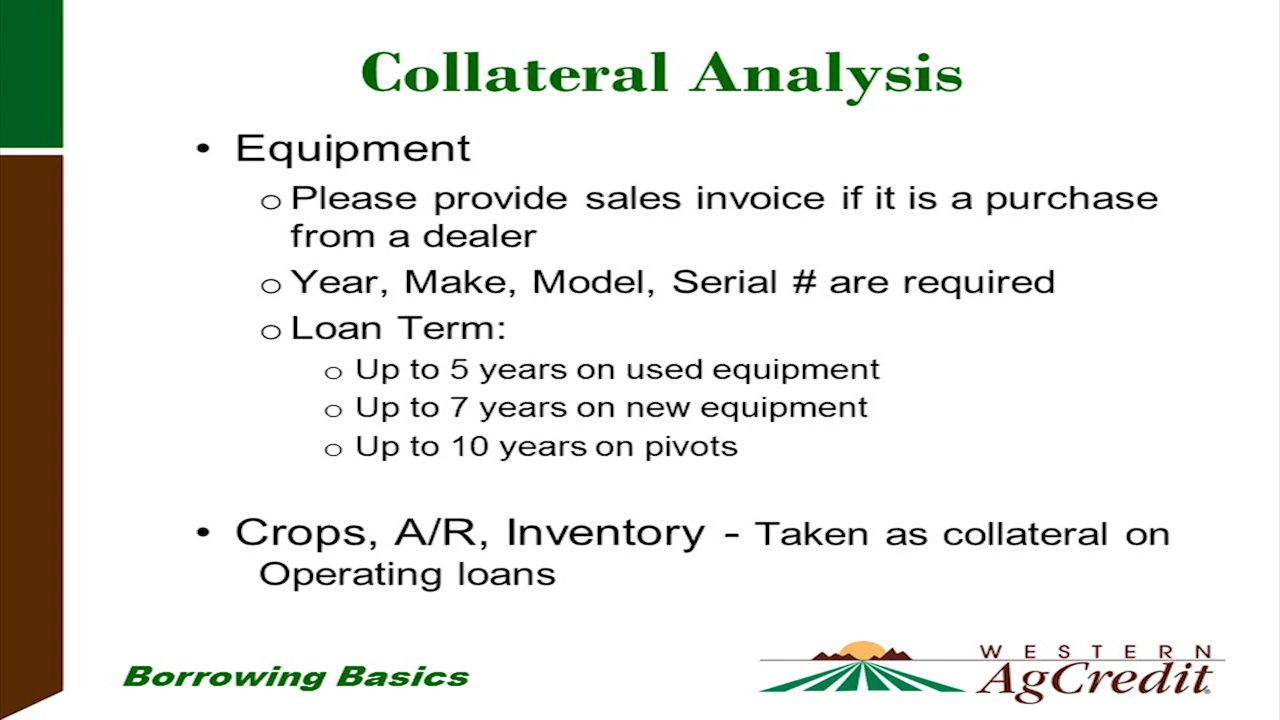 Collateral Analysis
• Equipment
o Please provide sales invoice if it is a purchase
from a dealer
o Year, Make, Model, Serial # are required
o Loan Term:
o Up to 5 years on used equipment
o Up to 7 years on new equipment
o Up to 10 years on pivots
• Crops, A/R, Inventory - Taken as collateral on
Operating loans
Borrowing Basics
WESTERN
AgCredit®